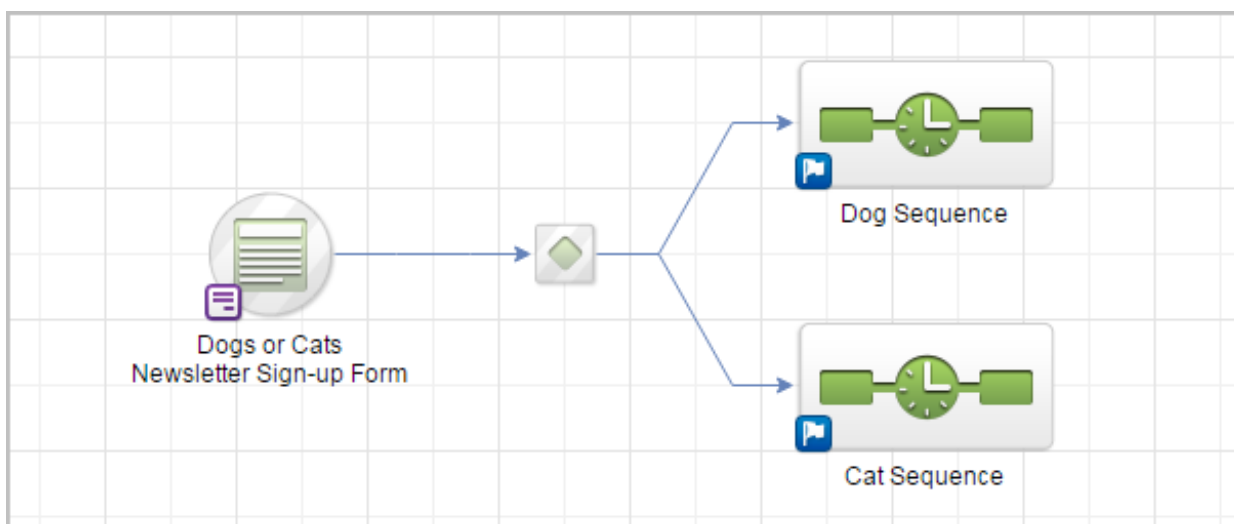 Dog Sequence
Dogs or Cats
Newsletter Sign-up Form
Cat Sequence